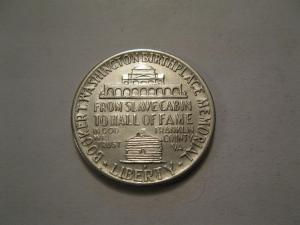 BOOKER T. WASHINGTON BIRTHPLACE MEMORIAL
FROM SLAVE CABIN
TO HALL OF FAME
IN GOD
WE
TRUST
FRANKLIN
COUNTY
VA.
· LIBERTY ·